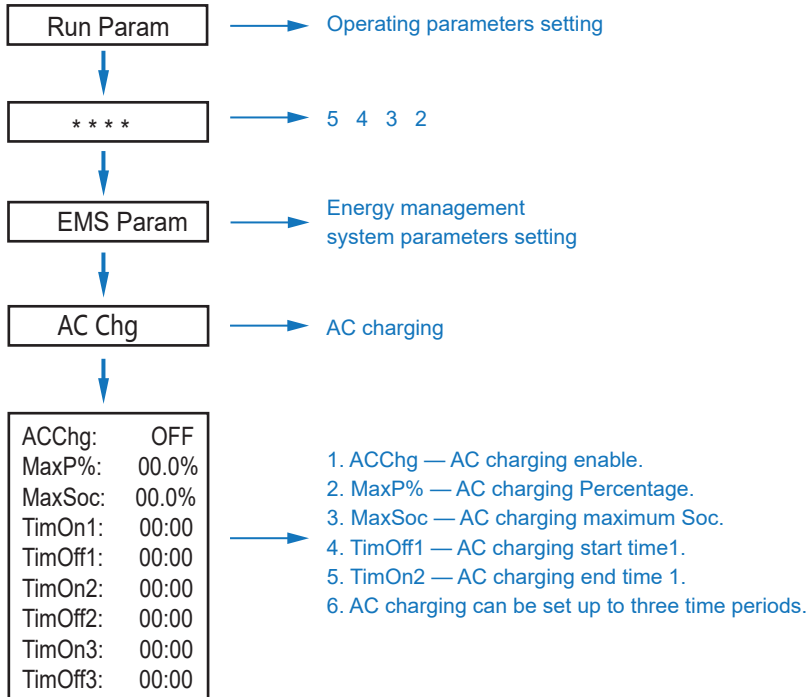 Run Param
Operating parameters setting
* * * *
5 4 3 2
EMS Param
Energy management
system parameters setting
AC Chg
AC charging
ACChg: OFF
MaxP%: 00.0%
MaxSoc: 00.0%
TimOn1: 00:00
TimOff1: 00:00
TimOn2: 00:00
TimOff2: 00:00
TimOn3: 00:00
TimOff3: 00:00
1. ACChg — AC charging enable.
2. MaxP% — AC charging Percentage.
3. MaxSoc — AC charging maximum Soc.
4. TimOff1 — AC charging start time1.
5. TimOn2 — AC charging end time 1.
6. AC charging can be set up to three time periods.